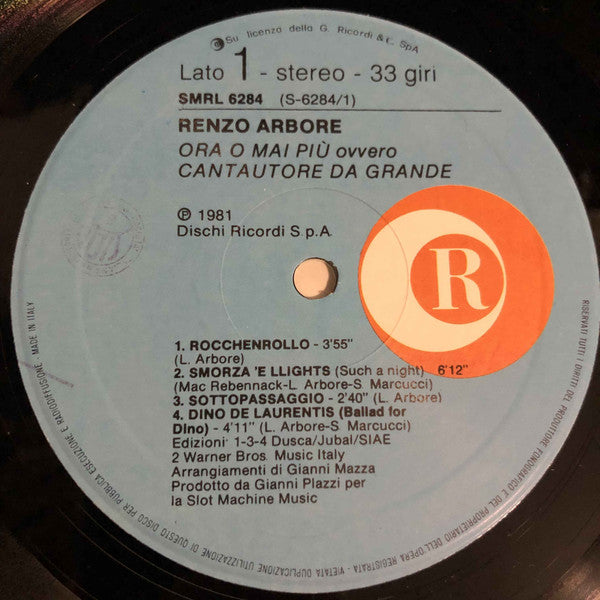 Su licenza della G. Ricordi & C. SpA
Lato 1 - stereo - 33 giri
SMRL 6284 (S-6284/1)
RENZO ARBORE
ORA O MAI PIÙ ovvero
CANTAUTORE DA GRANDE
℗ 1981
Dischi Ricordi S.p.A.
R
1. ROCCHENROLLO - 3'55"
(L. Arbore)
2. SMORZA 'E LLIGHTS (Such a night) - 6'12"
(Mac Rebennack-L. Arbore-S. Marcucci)
3. SOTTOPASSAGGIO - 2'40" (L. Arbore)
4. DINO DE LAURENTIS (Ballad for
Dino) - 4'11" (L. Arbore-S. Marcucci)
Edizioni: 1-3-4 Dusca/Jubal/SIAE
2 Warner Bros. Music Italy
Arrangiamenti di Gianni Mazza
Prodotto da Gianni Plazzi per
la Slot Machine Music
RISERVATI TUTTI I DIRITTI DEL PRODUTTORE FONOGRAFICO E DEL PROPRIETARIO DELL'OPERA REGISTRATA - VIETATA DUPLICAZIONE UTILIZZAZIONE DI QUESTO DISCO PER PUBBLICA ESECUZIONE E RADIODIFFUSIONE - MADE IN ITALY